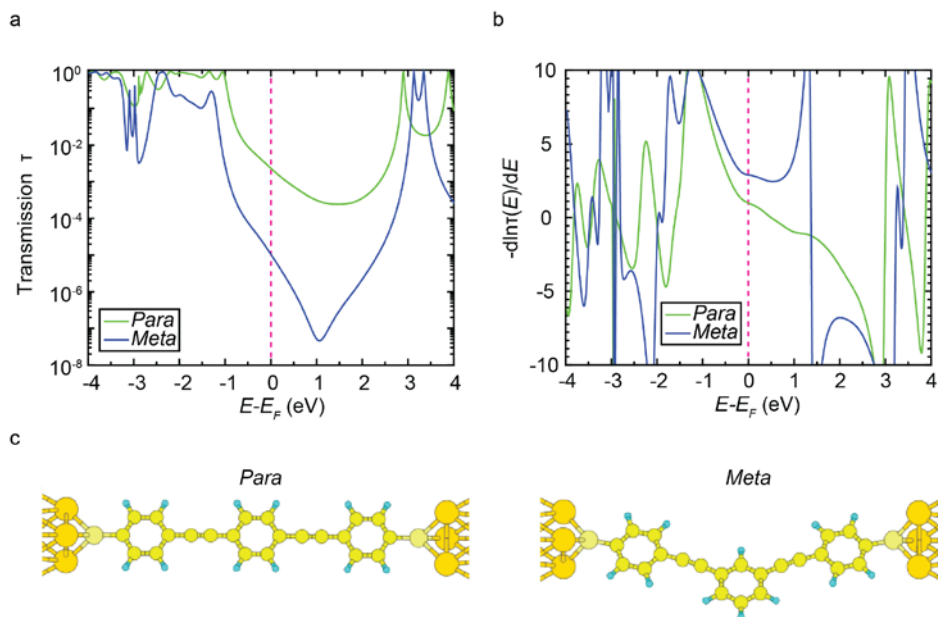 a
b
Transmission τ
10⁰
10⁻²
10⁻⁴
10⁻⁶
10⁻⁸
Para
Meta
-4 -3 -2 -1 0 1 2 3 4
E-E_F (eV)
-dlnτ(E)/dE
10
5
0
-5
-10
Para
Meta
-4 -3 -2 -1 0 1 2 3 4
E-E_F (eV)
c
Para
Meta